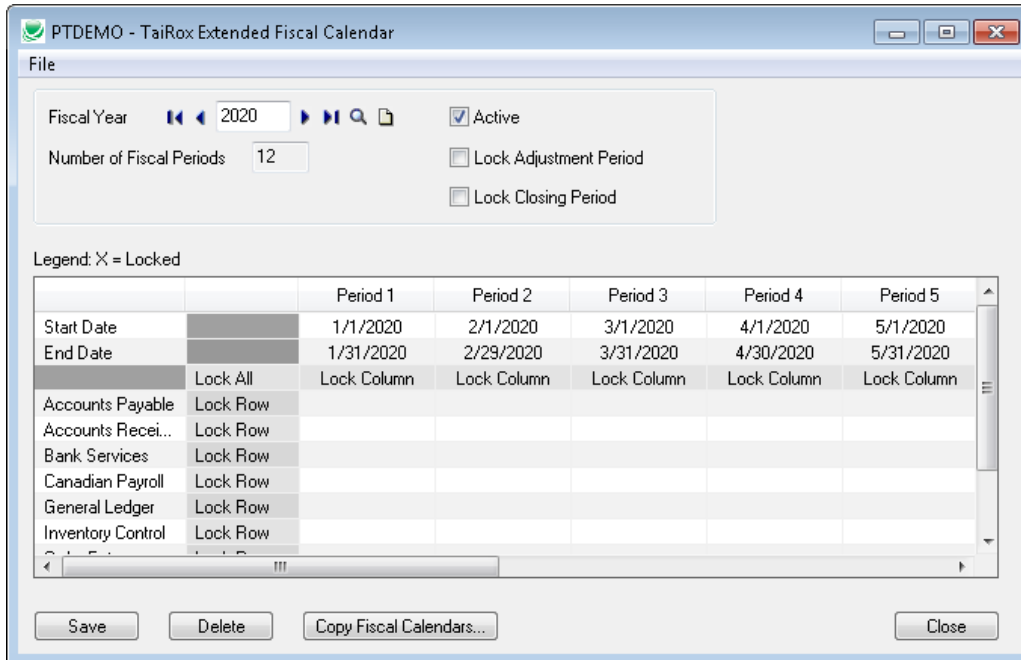 PTDEMO - TaiRox Extended Fiscal Calendar
File
Fiscal Year 2020 Active
Number of Fiscal Periods 12 Lock Adjustment Period
Lock Closing Period
Legend: X = Locked
Period 1 Period 2 Period 3 Period 4 Period 5
Start Date 1/1/2020 2/1/2020 3/1/2020 4/1/2020 5/1/2020
End Date 1/31/2020 2/29/2020 3/31/2020 4/30/2020 5/31/2020
Lock All Lock Column Lock Column Lock Column Lock Column Lock Column
Accounts Payable Lock Row
Accounts Recei... Lock Row
Bank Services Lock Row
Canadian Payroll Lock Row
General Ledger Lock Row
Inventory Control Lock Row
Save Delete Copy Fiscal Calendars... Close